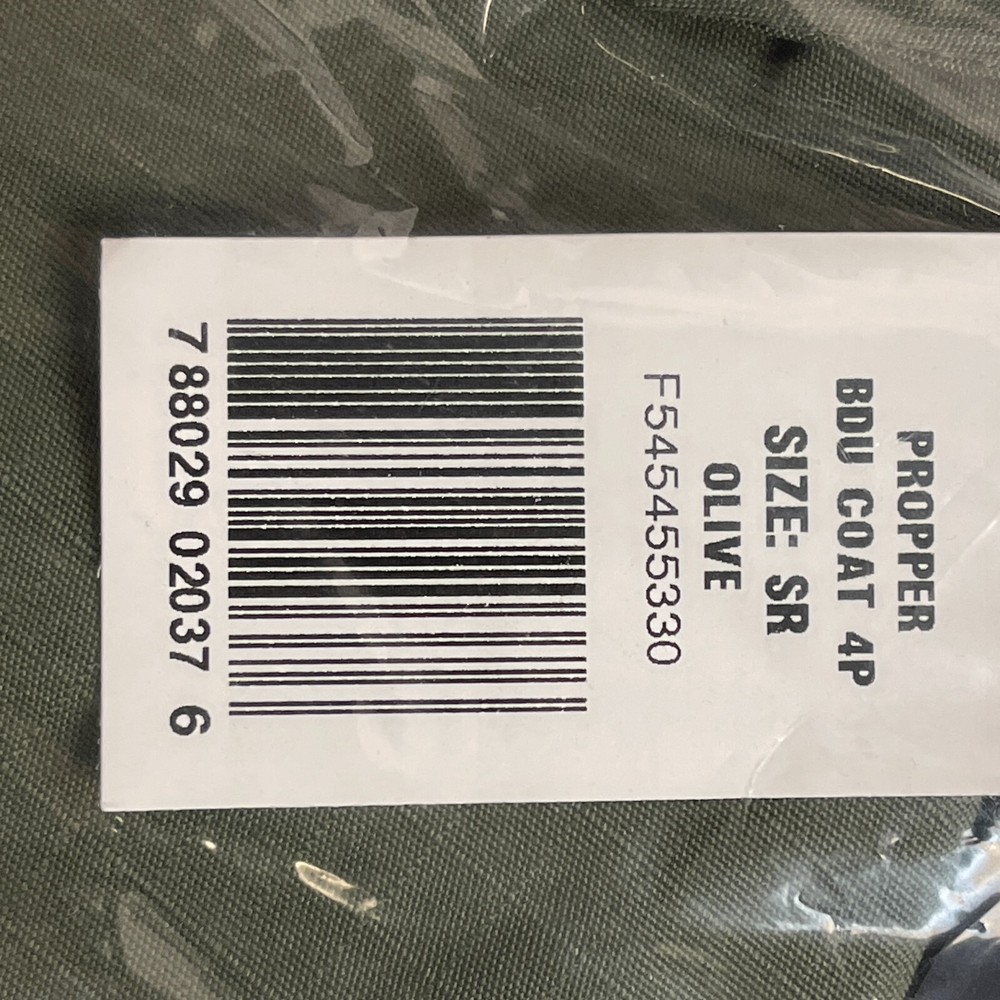 PROPPER
BDU COAT 4P
SIZE: SR
OLIVE
F545455330
7 88029 02037 6